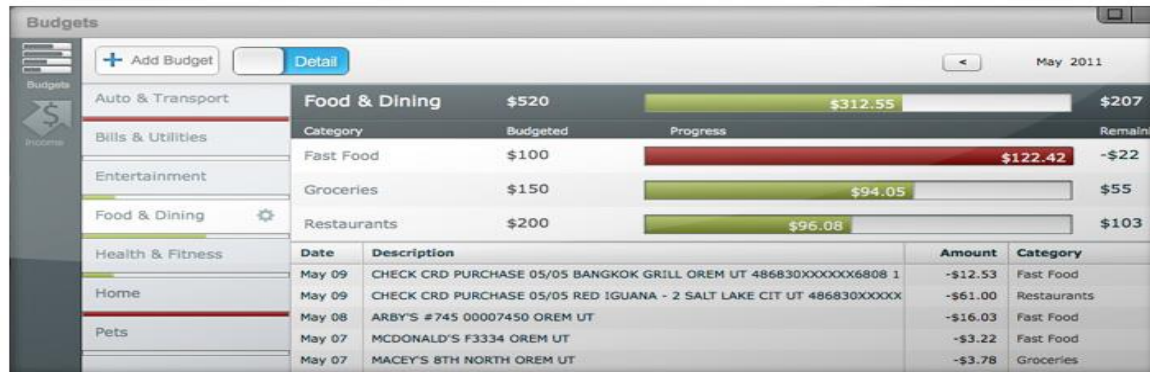 Budgets
+ Add Budget Detail < May 2011
Budgets
Income
Auto & Transport
Bills & Utilities
Entertainment
Food & Dining
Health & Fitness
Home
Pets
Food & Dining $520 $312.55 $207
Category Budgeted Progress Remaini
Fast Food $100 $122.42 -$22
Groceries $150 $94.05 $55
Restaurants $200 $96.08 $103
Date Description Amount Category
May 09 CHECK CRD PURCHASE 05/05 BANGKOK GRILL OREM UT 486830XXXXXX6808 1 -$12.53 Fast Food
May 09 CHECK CRD PURCHASE 05/05 RED IGUANA - 2 SALT LAKE CIT UT 486830XXXXX -$61.00 Restaurants
May 08 ARBY'S #745 00007450 OREM UT -$16.03 Fast Food
May 07 MCDONALD'S F3334 OREM UT -$3.22 Fast Food
May 07 MACEY'S 8TH NORTH OREM UT -$3.78 Groceries